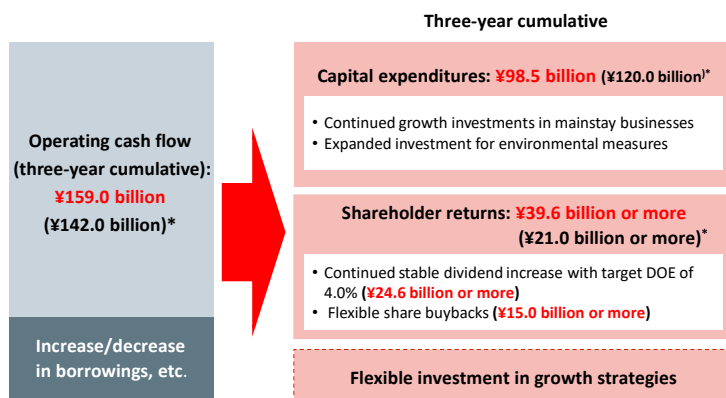 Three-year cumulative
Operating cash flow
(three-year cumulative):
¥159.0 billion
(¥142.0 billion)*
Increase/decrease
in borrowings, etc.
Capital expenditures: ¥98.5 billion (¥120.0 billion)*
• Continued growth investments in mainstay businesses
• Expanded investment for environmental measures
Shareholder returns: ¥39.6 billion or more
(¥21.0 billion or more)*
• Continued stable dividend increase with target DOE of
4.0% (¥24.6 billion or more)
• Flexible share buybacks (¥15.0 billion or more)
Flexible investment in growth strategies